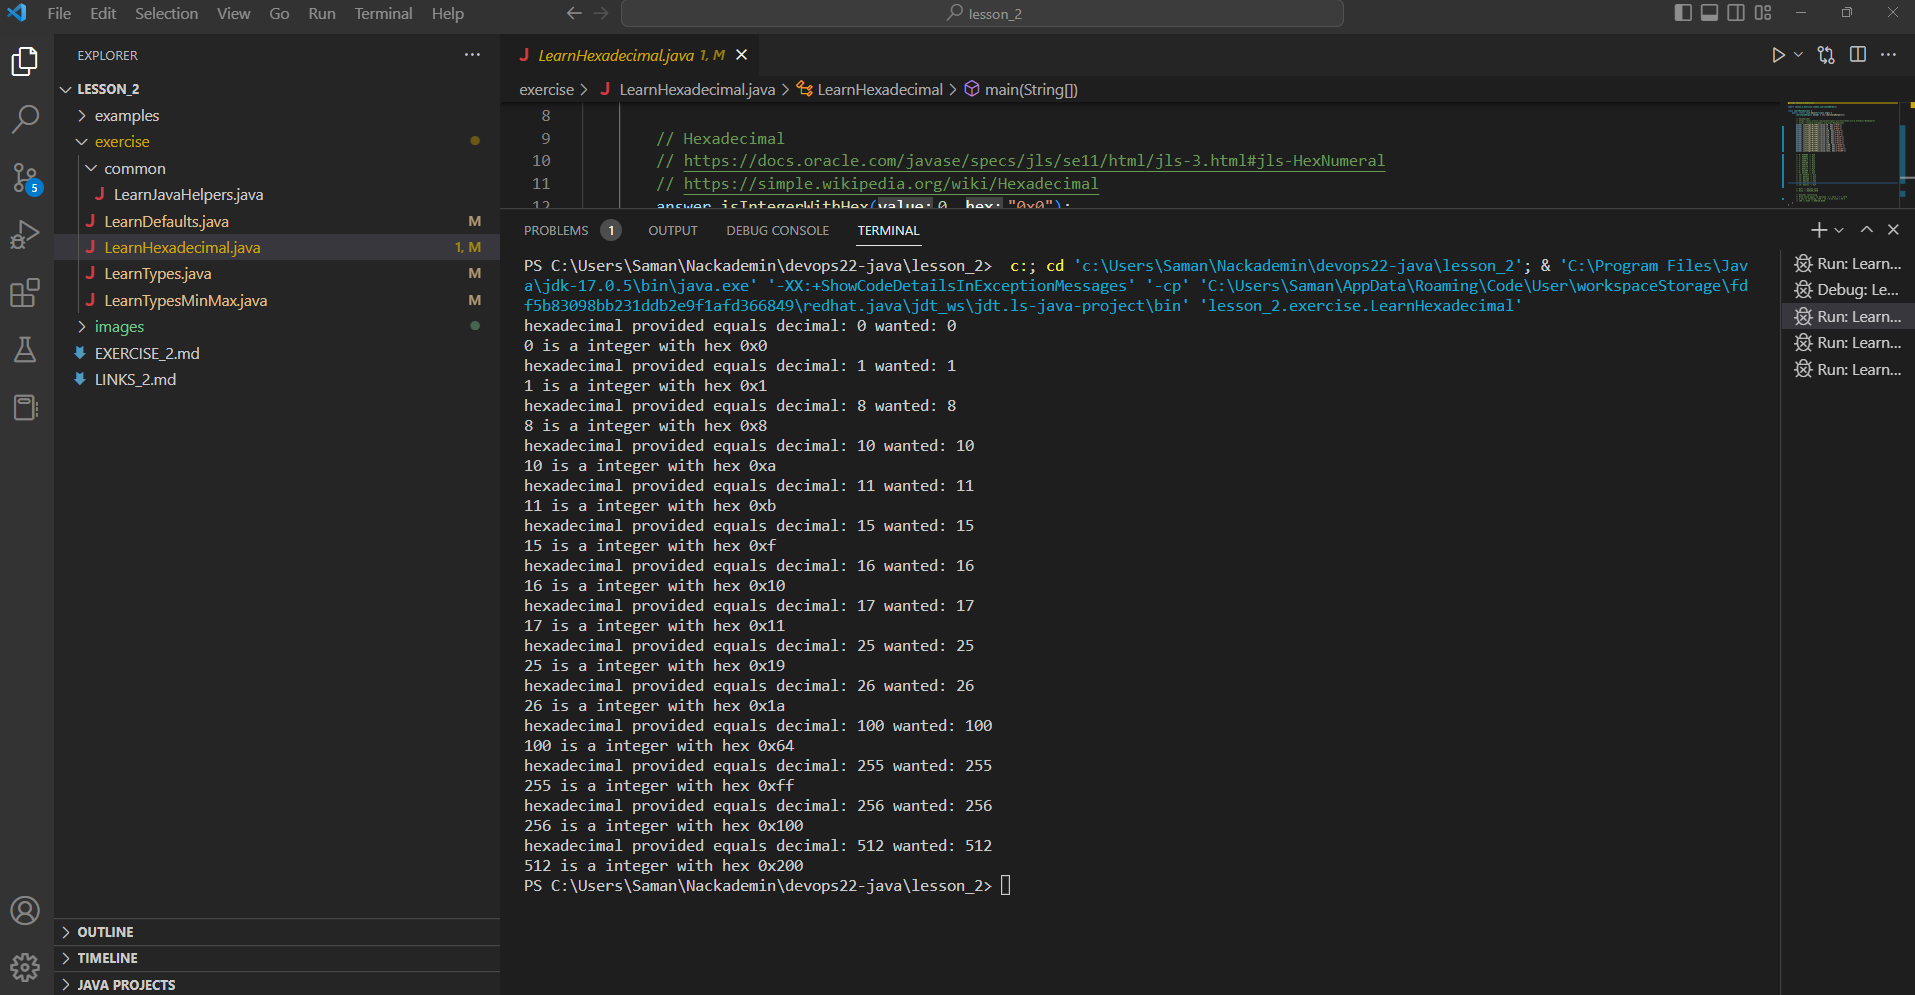 File Edit Selection View Go Run Terminal Help
lesson_2
EXPLORER
LESSON_2
examples
exercise
common
LearnJavaHelpers.java
LearnDefaults.java M
LearnHexadecimal.java 1, M
LearnTypes.java M
LearnTypesMinMax.java M
images
EXERCISE_2.md
LINKS_2.md
5
OUTLINE
TIMELINE
JAVA PROJECTS
LearnHexadecimal.java 1, M
exercise > LearnHexadecimal.java > LearnHexadecimal > main(String[])
8
9 // Hexadecimal
10 // https://docs.oracle.com/javase/specs/jls/se11/html/jls-3.html#jls-HexNumeral
11 // https://simple.wikipedia.org/wiki/Hexadecimal
12 answer.isIntegerWithHex(value:0, hex:"0x0");
PROBLEMS 1 OUTPUT DEBUG CONSOLE TERMINAL
PS C:\Users\Saman\Nackademin\devops22-java\lesson_2>  c:; cd 'c:\Users\Saman\Nackademin\devops22-java\lesson_2'; & 'C:\Program Files\Jav
a\jdk-17.0.5\bin\java.exe' '-XX:+ShowCodeDetailsInExceptionMessages' '-cp' 'C:\Users\Saman\AppData\Roaming\Code\User\workspaceStorage\fd
f5b83098bb231ddb2e9f1afd366849\redhat.java\jdt_ws\jdt.ls-java-project\bin' 'lesson_2.exercise.LearnHexadecimal'
hexadecimal provided equals decimal: 0 wanted: 0
0 is a integer with hex 0x0
hexadecimal provided equals decimal: 1 wanted: 1
1 is a integer with hex 0x1
hexadecimal provided equals decimal: 8 wanted: 8
8 is a integer with hex 0x8
hexadecimal provided equals decimal: 10 wanted: 10
10 is a integer with hex 0xa
hexadecimal provided equals decimal: 11 wanted: 11
11 is a integer with hex 0xb
hexadecimal provided equals decimal: 15 wanted: 15
15 is a integer with hex 0xf
hexadecimal provided equals decimal: 16 wanted: 16
16 is a integer with hex 0x10
hexadecimal provided equals decimal: 17 wanted: 17
17 is a integer with hex 0x11
hexadecimal provided equals decimal: 25 wanted: 25
25 is a integer with hex 0x19
hexadecimal provided equals decimal: 26 wanted: 26
26 is a integer with hex 0x1a
hexadecimal provided equals decimal: 100 wanted: 100
100 is a integer with hex 0x64
hexadecimal provided equals decimal: 255 wanted: 255
255 is a integer with hex 0xff
hexadecimal provided equals decimal: 256 wanted: 256
256 is a integer with hex 0x100
hexadecimal provided equals decimal: 512 wanted: 512
512 is a integer with hex 0x200
PS C:\Users\Saman\Nackademin\devops22-java\lesson_2>
Run: Learn...
Debug: Le...
Run: Learn...
Run: Learn...
Run: Learn...